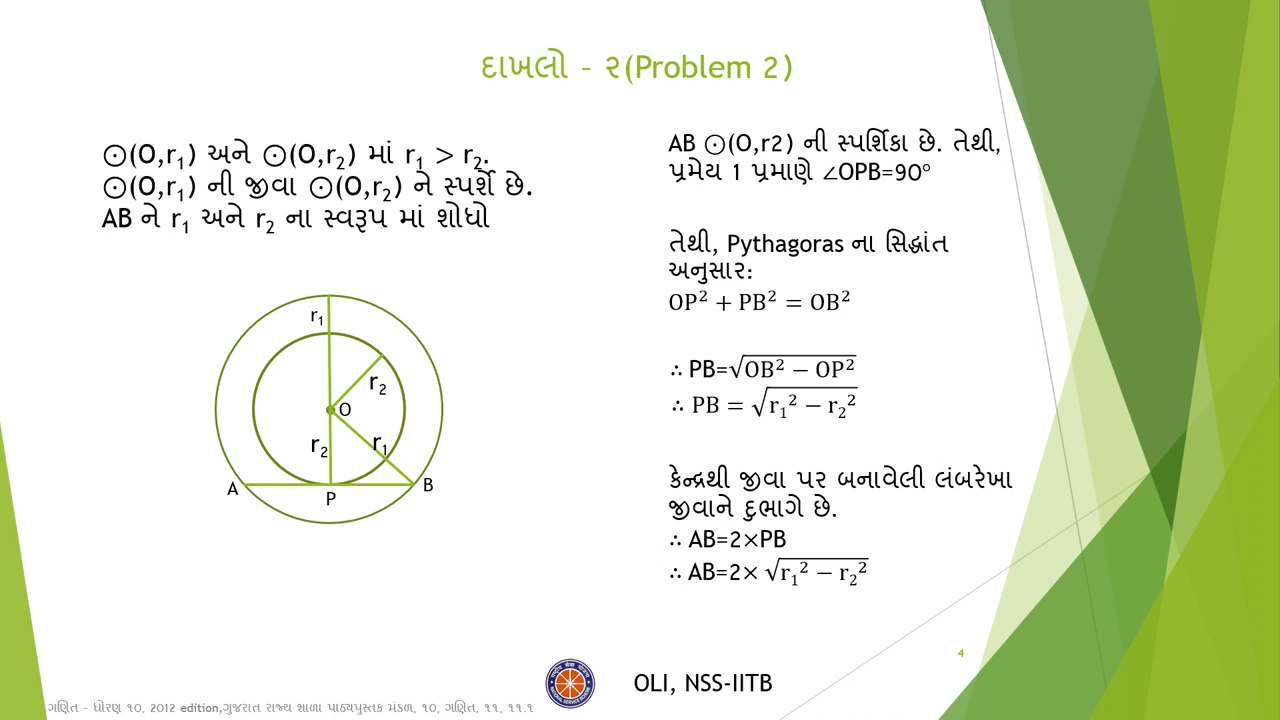 દાખલો - ૨(Problem 2)
⊙(O,r₁) અને ⊙(O,r₂) માં r₁ > r₂.
⊙(O,r₁) ની જીવા ⊙(O,r₂) ને સ્પર્શે છે.
AB ને r₁ અને r₂ ના સ્વરૂપ માં શોધો
r₁
r₂
O
r₂
r₁
A
P
B
AB ⊙(O,r2) ની સ્પર્શિકા છે. તેથી,
પ્રમેય 1 પ્રમાણે ∠OPB=90°
તેથી, Pythagoras ના સિદ્ધાંત
અનુસાર:
OP² + PB² = OB²
∴ PB=√(OB² − OP²)
∴ PB = √(r₁² − r₂²)
કેન્દ્રથી જીવા પર બનાવેલી લંબરેખા
જીવાને દુભાગે છે.
∴ AB=2×PB
∴ AB=2× √(r₁² − r₂²)
4
OLI, NSS-IITB
ગણિત - ધોરણ ૧૦, 2012 edition,ગુજરાત રાજ્ય શાળા પાઠ્યપુસ્તક મંડળ, ૧૦, ગણિત, ૧૧, ૧૧.૧